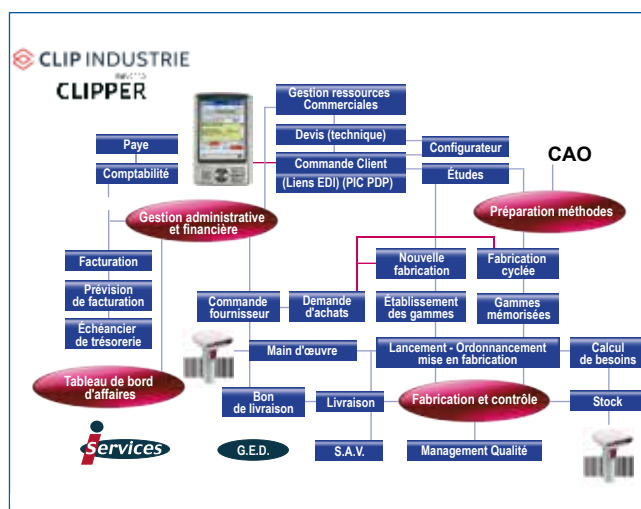 CLIP INDUSTRIE
CLIPPER
Gestion ressources
Commerciales
Devis (technique)
Commande Client
(Liens EDI) (PIC PDP)
Configurateur
Études
CAO
Paye
Comptabilité
Gestion administrative
et financière
Préparation méthodes
Facturation
Prévision
de facturation
Échéancier
de trésorerie
Nouvelle
fabrication
Fabrication
cyclée
Commande
fournisseur
Demande
d'achats
Établissement
des gammes
Gammes
mémorisées
Main d'œuvre
Lancement - Ordonnancement
mise en fabrication
Calcul
de besoins
Tableau de bord
d'affaires
Bon
de livraison
Livraison
Fabrication et contrôle
Stock
i Services
G.E.D.
S.A.V.
Management Qualité